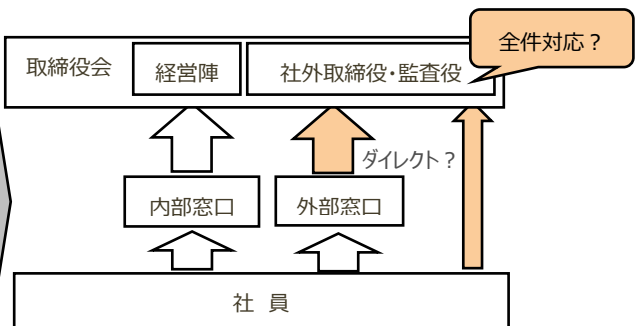 全件対応？
取締役会
経営陣
社外取締役・監査役
ダイレクト？
内部窓口
外部窓口
社 員